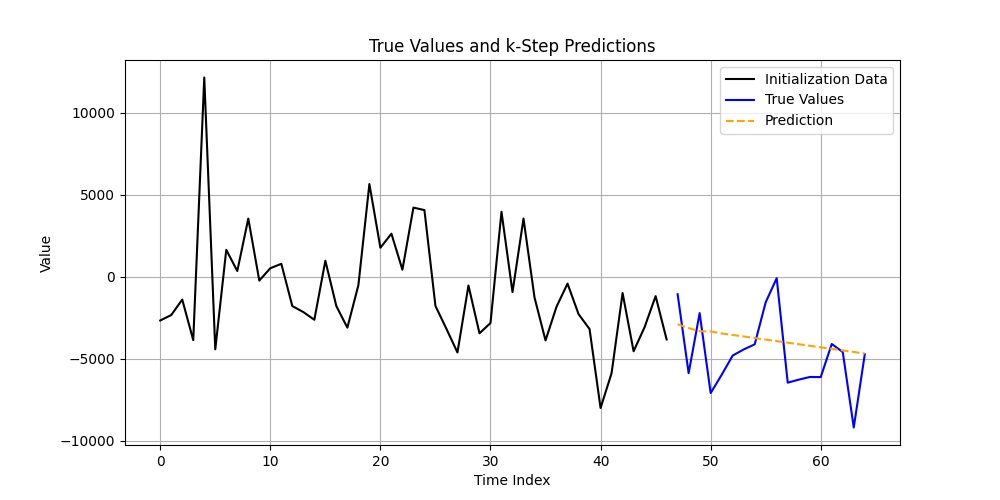 True Values and k-Step Predictions
Initialization Data
True Values
Prediction
10000
5000
0
−5000
−10000
Value
0 10 20 30 40 50 60
Time Index